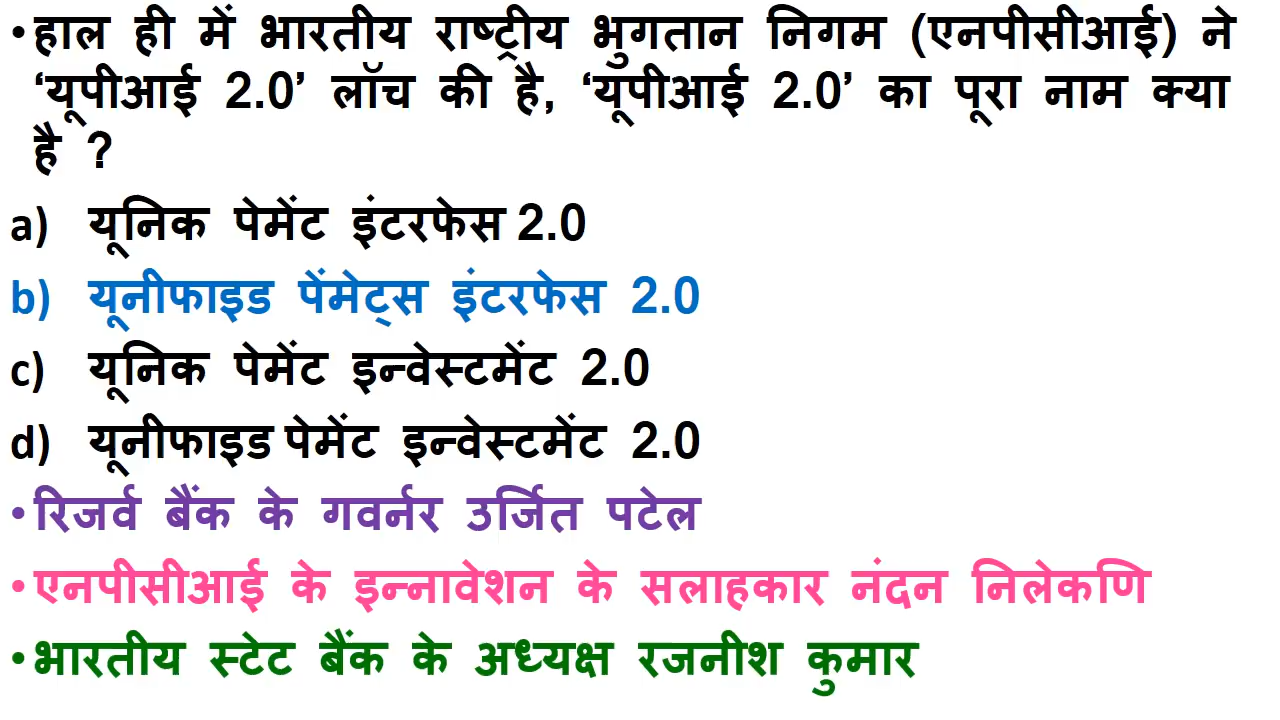 •हाल ही में भारतीय राष्ट्रीय भुगतान निगम (एनपीसीआई) ने
‘यूपीआई 2.0’ लॉच की है, ‘यूपीआई 2.0’ का पूरा नाम क्या
है ?
a) यूनिक पेमेंट इंटरफेस 2.0
b) यूनीफाइड पेंमेट्स इंटरफेस 2.0
c) यूनिक पेमेंट इन्वेस्टमेंट 2.0
d) यूनीफाइड पेमेंट इन्वेस्टमेंट 2.0
•रिजर्व बैंक के गवर्नर उर्जित पटेल
•एनपीसीआई के इन्नावेशन के सलाहकार नंदन निलेकणि
•भारतीय स्टेट बैंक के अध्यक्ष रजनीश कुमार